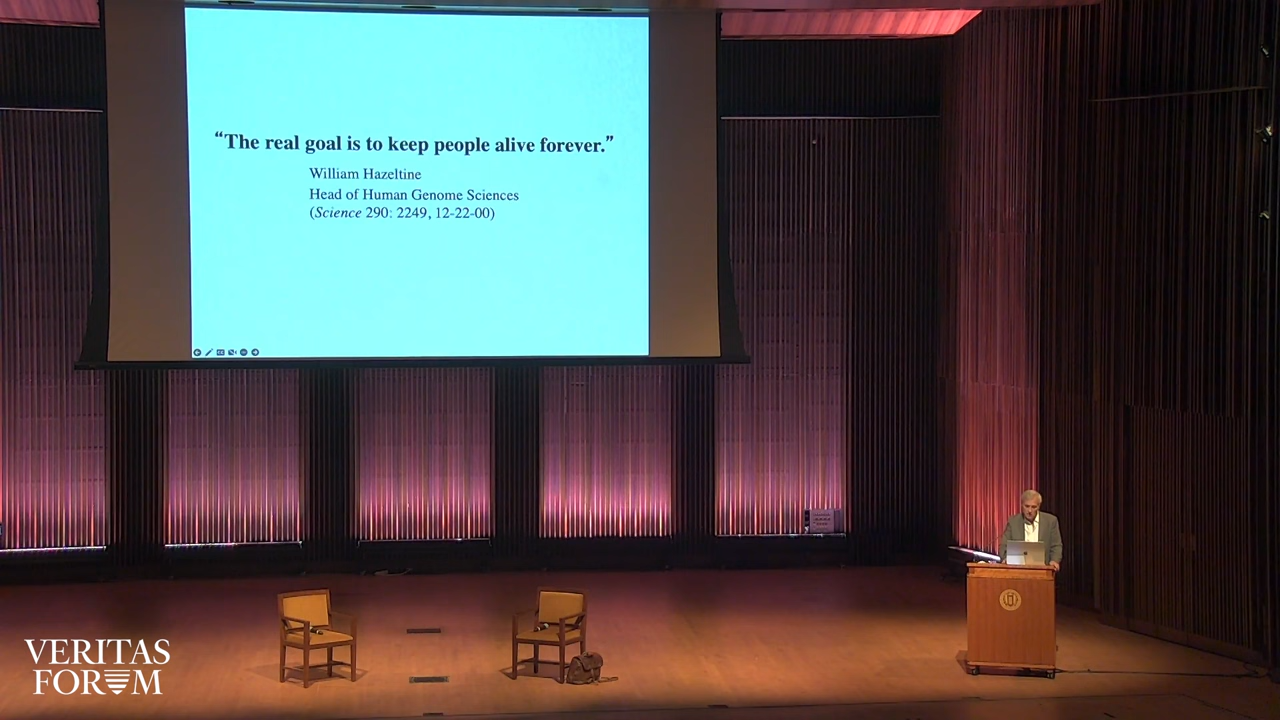 “The real goal is to keep people alive forever.”
William Hazeltine
Head of Human Genome Sciences
(Science 290: 2249, 12-22-00)
VERITAS
FORUM